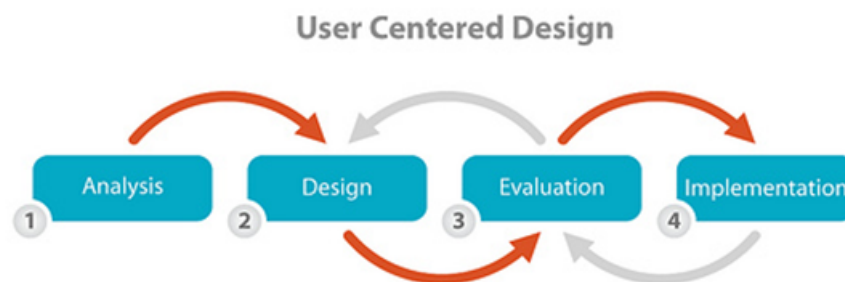 User Centered Design
Analysis
Design
Evaluation
Implementation
1
2
3
4